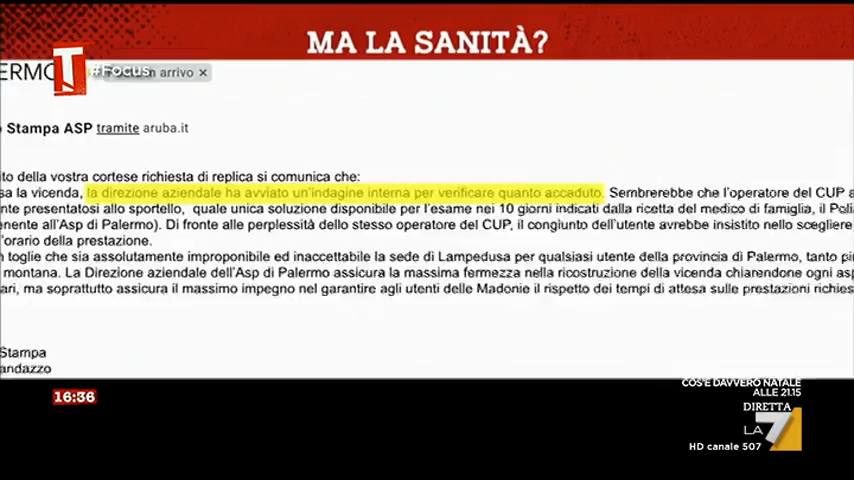 MA LA SANITÀ?
ERMO
#Focus
n arrivo ×
Stampa ASP tramite aruba.it
ito della vostra cortese richiesta di replica si comunica che:
sa la vicenda, la direzione aziendale ha avviato un'indagine interna per verificare quanto accaduto. Sembrerebbe che l'operatore del CUP a
nte presentatosi allo sportello, quale unica soluzione disponibile per l'esame nei 10 giorni indicati dalla ricetta del medico di famiglia, il Poli
enente all'Asp di Palermo). Di fronte alle perplessità dello stesso operatore del CUP, il congiunto dell'utente avrebbe insistito nello scegliere
l'orario della prestazione.
n toglie che sia assolutamente improponibile ed inaccettabile la sede di Lampedusa per qualsiasi utente della provincia di Palermo, tanto più
montana. La Direzione aziendale dell'Asp di Palermo assicura la massima fermezza nella ricostruzione della vicenda chiarendone ogni asp
ari, ma soprattutto assicura il massimo impegno nel garantire agli utenti delle Madonie il rispetto dei tempi di attesa sulle prestazioni richies
Stampa
andazzo
16:36
COS'È DAVVERO NATALE
ALLE 21.15
DIRETTA
LA 7
HD canale 507